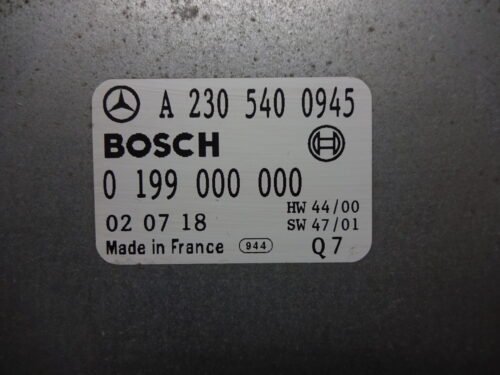 A 230 540 0945
BOSCH
0 199 000 000
HW 44/00
02 07 18
SW 47/01
Made in France
944
Q7